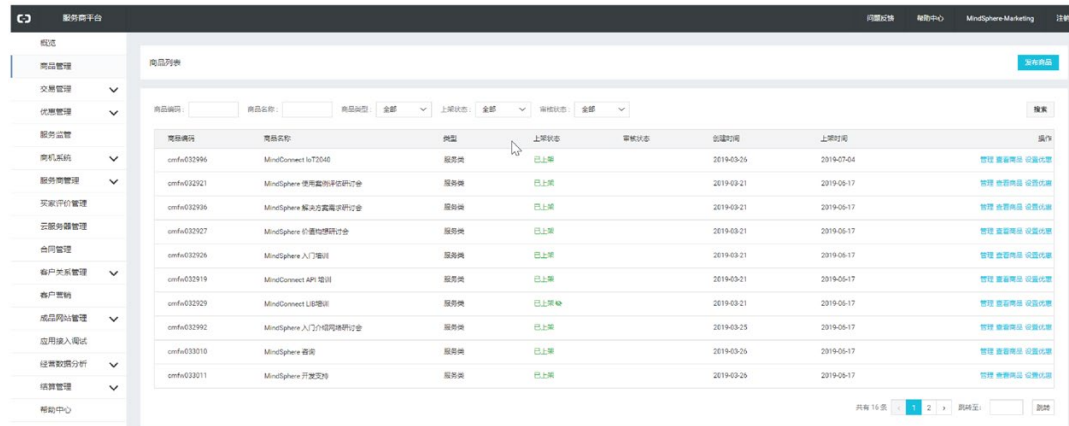 服务商平台 问题反馈 帮助中心 MindSphere-Marketing 注销
概览
商品管理
交易管理
优惠管理
服务监管
商机系统
服务商管理
买家评价管理
云服务器管理
合同管理
客户关系管理
客户营销
成品网站管理
应用接入调试
经营数据分析
结算管理
帮助中心
商品列表 发布商品
商品编码: 商品名称: 商品类型: 全部 上架状态: 全部 审核状态: 全部 搜索
商品编码 商品名称 类型 上架状态 审核状态 创建时间 上架时间 操作
cmfw032996 MindConnect IoT2040 服务类 已上架 2019-03-26 2019-07-04 管理 查看商品 设置优惠
cmfw032921 MindSphere 使用案例评估研讨会 服务类 已上架 2019-03-21 2019-06-17 管理 查看商品 设置优惠
cmfw032936 MindSphere 解决方案需求研讨会 服务类 已上架 2019-03-21 2019-06-17 管理 查看商品 设置优惠
cmfw032927 MindSphere 价值构想研讨会 服务类 已上架 2019-03-21 2019-06-17 管理 查看商品 设置优惠
cmfw032926 MindSphere 入门培训 服务类 已上架 2019-03-21 2019-06-17 管理 查看商品 设置优惠
cmfw032919 MindConnect API 培训 服务类 已上架 2019-03-21 2019-06-17 管理 查看商品 设置优惠
cmfw032929 MindConnect LIB培训 服务类 已上架 2019-03-21 2019-06-17 管理 查看商品 设置优惠
cmfw032992 MindSphere 入门介绍网络研讨会 服务类 已上架 2019-03-25 2019-06-17 管理 查看商品 设置优惠
cmfw033010 MindSphere 咨询 服务类 已上架 2019-03-26 2019-06-17 管理 查看商品 设置优惠
cmfw033011 MindSphere 开发支持 服务类 已上架 2019-03-26 2019-06-17 管理 查看商品 设置优惠
共有 16 条 1 2 跳转至: 跳转